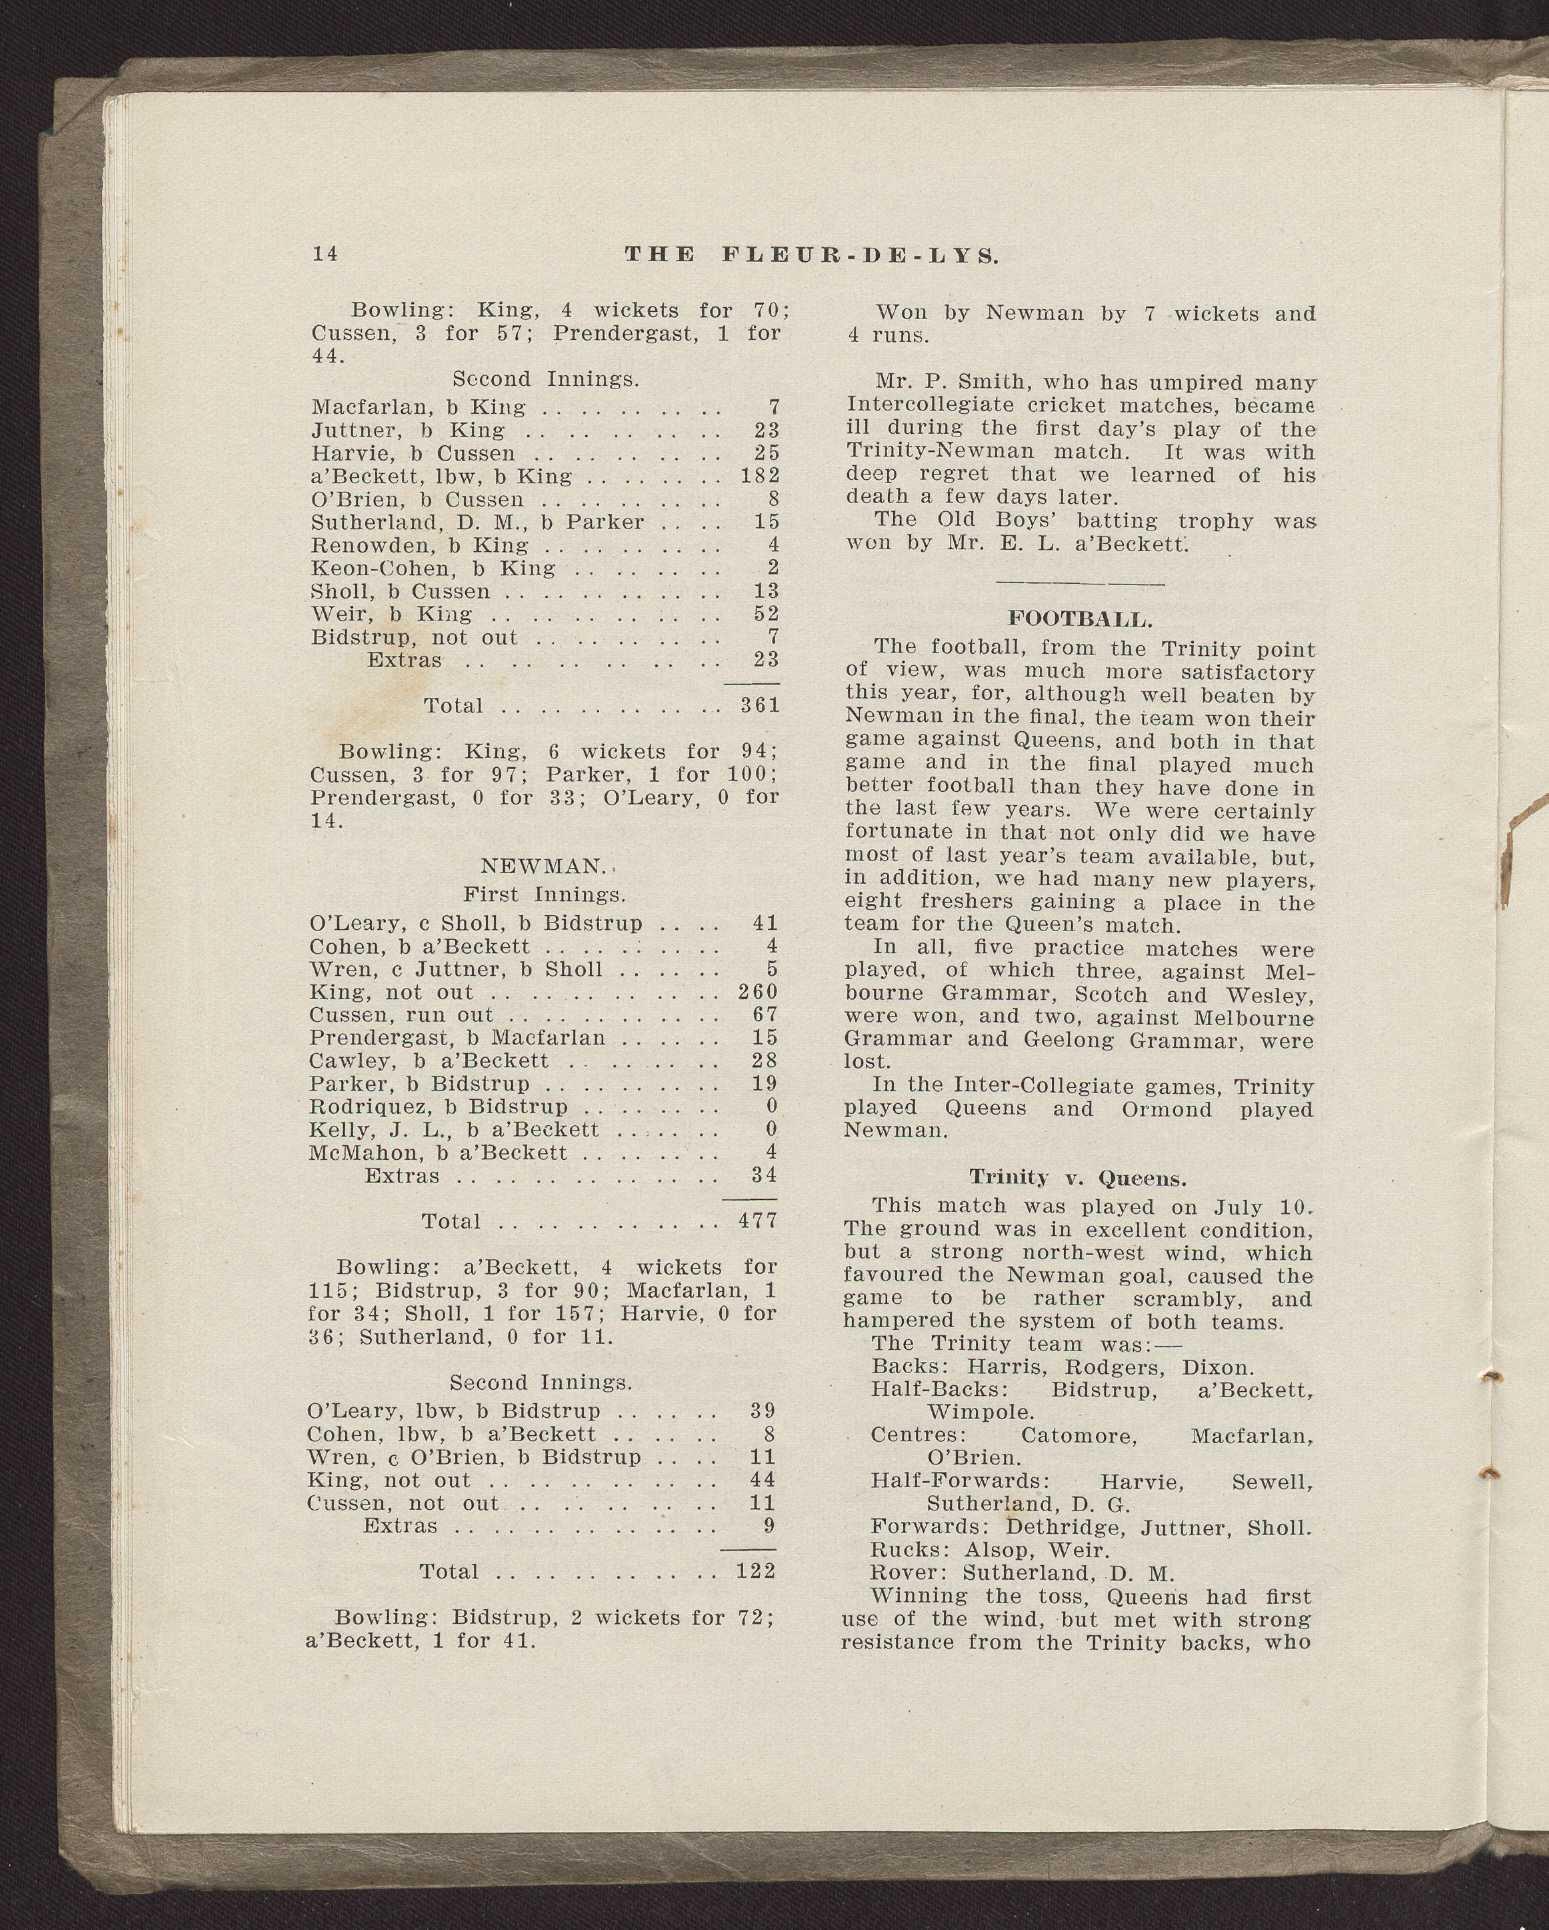 14
THE FLEUR-DE-LYS.
Bowling: King, 4 wickets for 70;
Cussen, 3 for 57; Prendergast, 1 for
44.
Second Innings.
Macfarlan, b King .. .. .. .. .. 7
Juttner, b King .. .. .. .. .. 23
Harvie, b Cussen .. .. .. .. .. 25
a'Beckett, lbw, b King .. .. .. .. 182
O'Brien, b Cussen .. .. .. .. .. 8
Sutherland, D. M., b Parker .. .. 15
Renowden, b King .. .. .. .. .. 4
Keon-Cohen, b King .. .. .. .. 2
Sholl, b Cussen .. .. .. .. .. .. 13
Weir, b King .. .. .. .. .. .. 52
Bidstrup, not out .. .. .. .. .. 7
Extras .. .. .. .. .. .. 23
Total .. .. .. .. .. .. 361
Bowling: King, 6 wickets for 94;
Cussen, 3 for 97; Parker, 1 for 100;
Prendergast, 0 for 33; O'Leary, 0 for
14.
NEWMAN.
First Innings.
O'Leary, c Sholl, b Bidstrup .. .. 41
Cohen, b a'Beckett .. .. .. .. .. 4
Wren, c Juttner, b Sholl .. .. .. 5
King, not out .. .. .. .. .. .. 260
Cussen, run out .. .. .. .. .. .. 67
Prendergast, b Macfarlan .. .. .. 15
Cawley, b a'Beckett .. .. .. .. 28
Parker, b Bidstrup .. .. .. .. .. 19
Rodriquez, b Bidstrup .. .. .. .. 0
Kelly, J. L., b a'Beckett .. .. .. 0
McMahon, b a'Beckett .. .. .. .. 4
Extras .. .. .. .. .. .. .. 34
Total .. .. .. .. .. .. 477
Bowling: a'Beckett, 4 wickets for
115; Bidstrup, 3 for 90; Macfarlan, 1
for 34; Sholl, 1 for 157; Harvie, 0 for
36; Sutherland, 0 for 11.
Second Innings.
O'Leary, lbw, b Bidstrup .. .. .. 39
Cohen, lbw, b a'Beckett .. .. .. 8
Wren, c O'Brien, b Bidstrup .. .. 11
King, not out .. .. .. .. .. .. 44
Cussen, not out .. .. .. .. .. 11
Extras .. .. .. .. .. .. .. 9
Total .. .. .. .. .. .. 122
Bowling: Bidstrup, 2 wickets for 72;
a'Beckett, 1 for 41.
Won by Newman by 7 wickets and
4 runs.
Mr. P. Smith, who has umpired many
Intercollegiate cricket matches, became
ill during the first day's play of the
Trinity-Newman match. It was with
deep regret that we learned of his
death a few days later.
The Old Boys' batting trophy was
won by Mr. E. L. a'Beckett.
FOOTBALL.
The football, from the Trinity point
of view, was much more satisfactory
this year, for, although well beaten by
Newman in the final, the team won their
game against Queens, and both in that
game and in the final played much
better football than they have done in
the last few years. We were certainly
fortunate in that not only did we have
most of last year's team available, but,
in addition, we had many new players,
eight freshers gaining a place in the
team for the Queen's match.
In all, five practice matches were
played, of which three, against Mel-
bourne Grammar, Scotch and Wesley,
were won, and two, against Melbourne
Grammar and Geelong Grammar, were
lost.
In the Inter-Collegiate games, Trinity
played Queens and Ormond played
Newman.
Trinity v. Queens.
This match was played on July 10.
The ground was in excellent condition,
but a strong north-west wind, which
favoured the Newman goal, caused the
game to be rather scrambly, and
hampered the system of both teams.
The Trinity team was:—
Backs: Harris, Rodgers, Dixon.
Half-Backs: Bidstrup, a'Beckett,
Wimpole.
Centres: Catomore, Macfarlan,
O'Brien.
Half-Forwards: Harvie, Sewell,
Sutherland, D. G.
Forwards: Dethridge, Juttner, Sholl.
Rucks: Alsop, Weir.
Rover: Sutherland, D. M.
Winning the toss, Queens had first
use of the wind, but met with strong
resistance from the Trinity backs, who